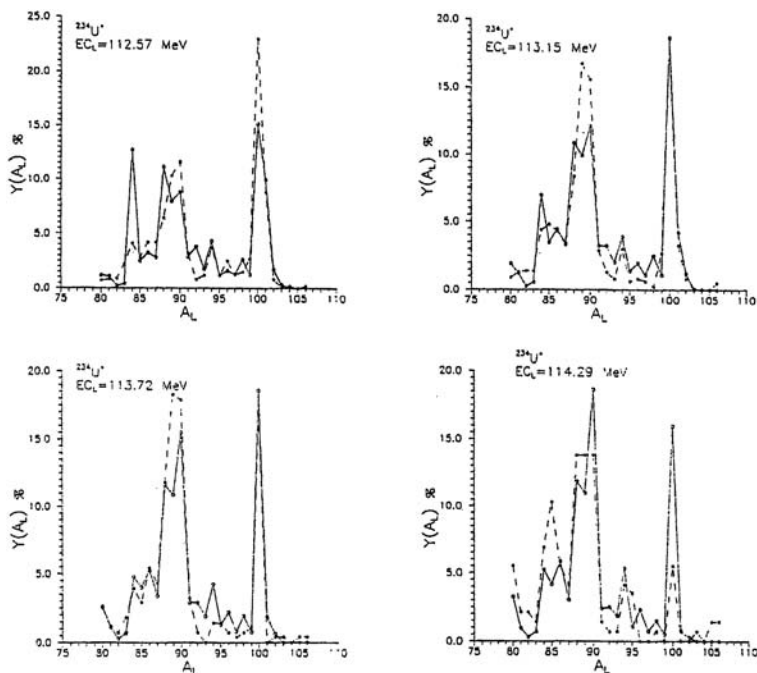 ²³⁴U*
EC_L=112.57 MeV
25.0
20.0
15.0
10.0
5.0
0.0
Y(A_L) %
75 80 85 90 95 100 105 110
A_L
²³⁴U*
EC_L=113.15 MeV
20.0
15.0
10.0
5.0
0.0
Y(A_L) %
75 80 85 90 95 100 105 110
A_L
²³⁴U*
EC_L=113.72 MeV
20.0
15.0
10.0
5.0
0.0
Y(A_L) %
75 80 85 90 95 100 105 110
A_L
²³⁴U*
EC_L=114.29 MeV
20.0
15.0
10.0
5.0
0.0
Y(A_L) %
75 80 85 90 95 100 105 110
A_L